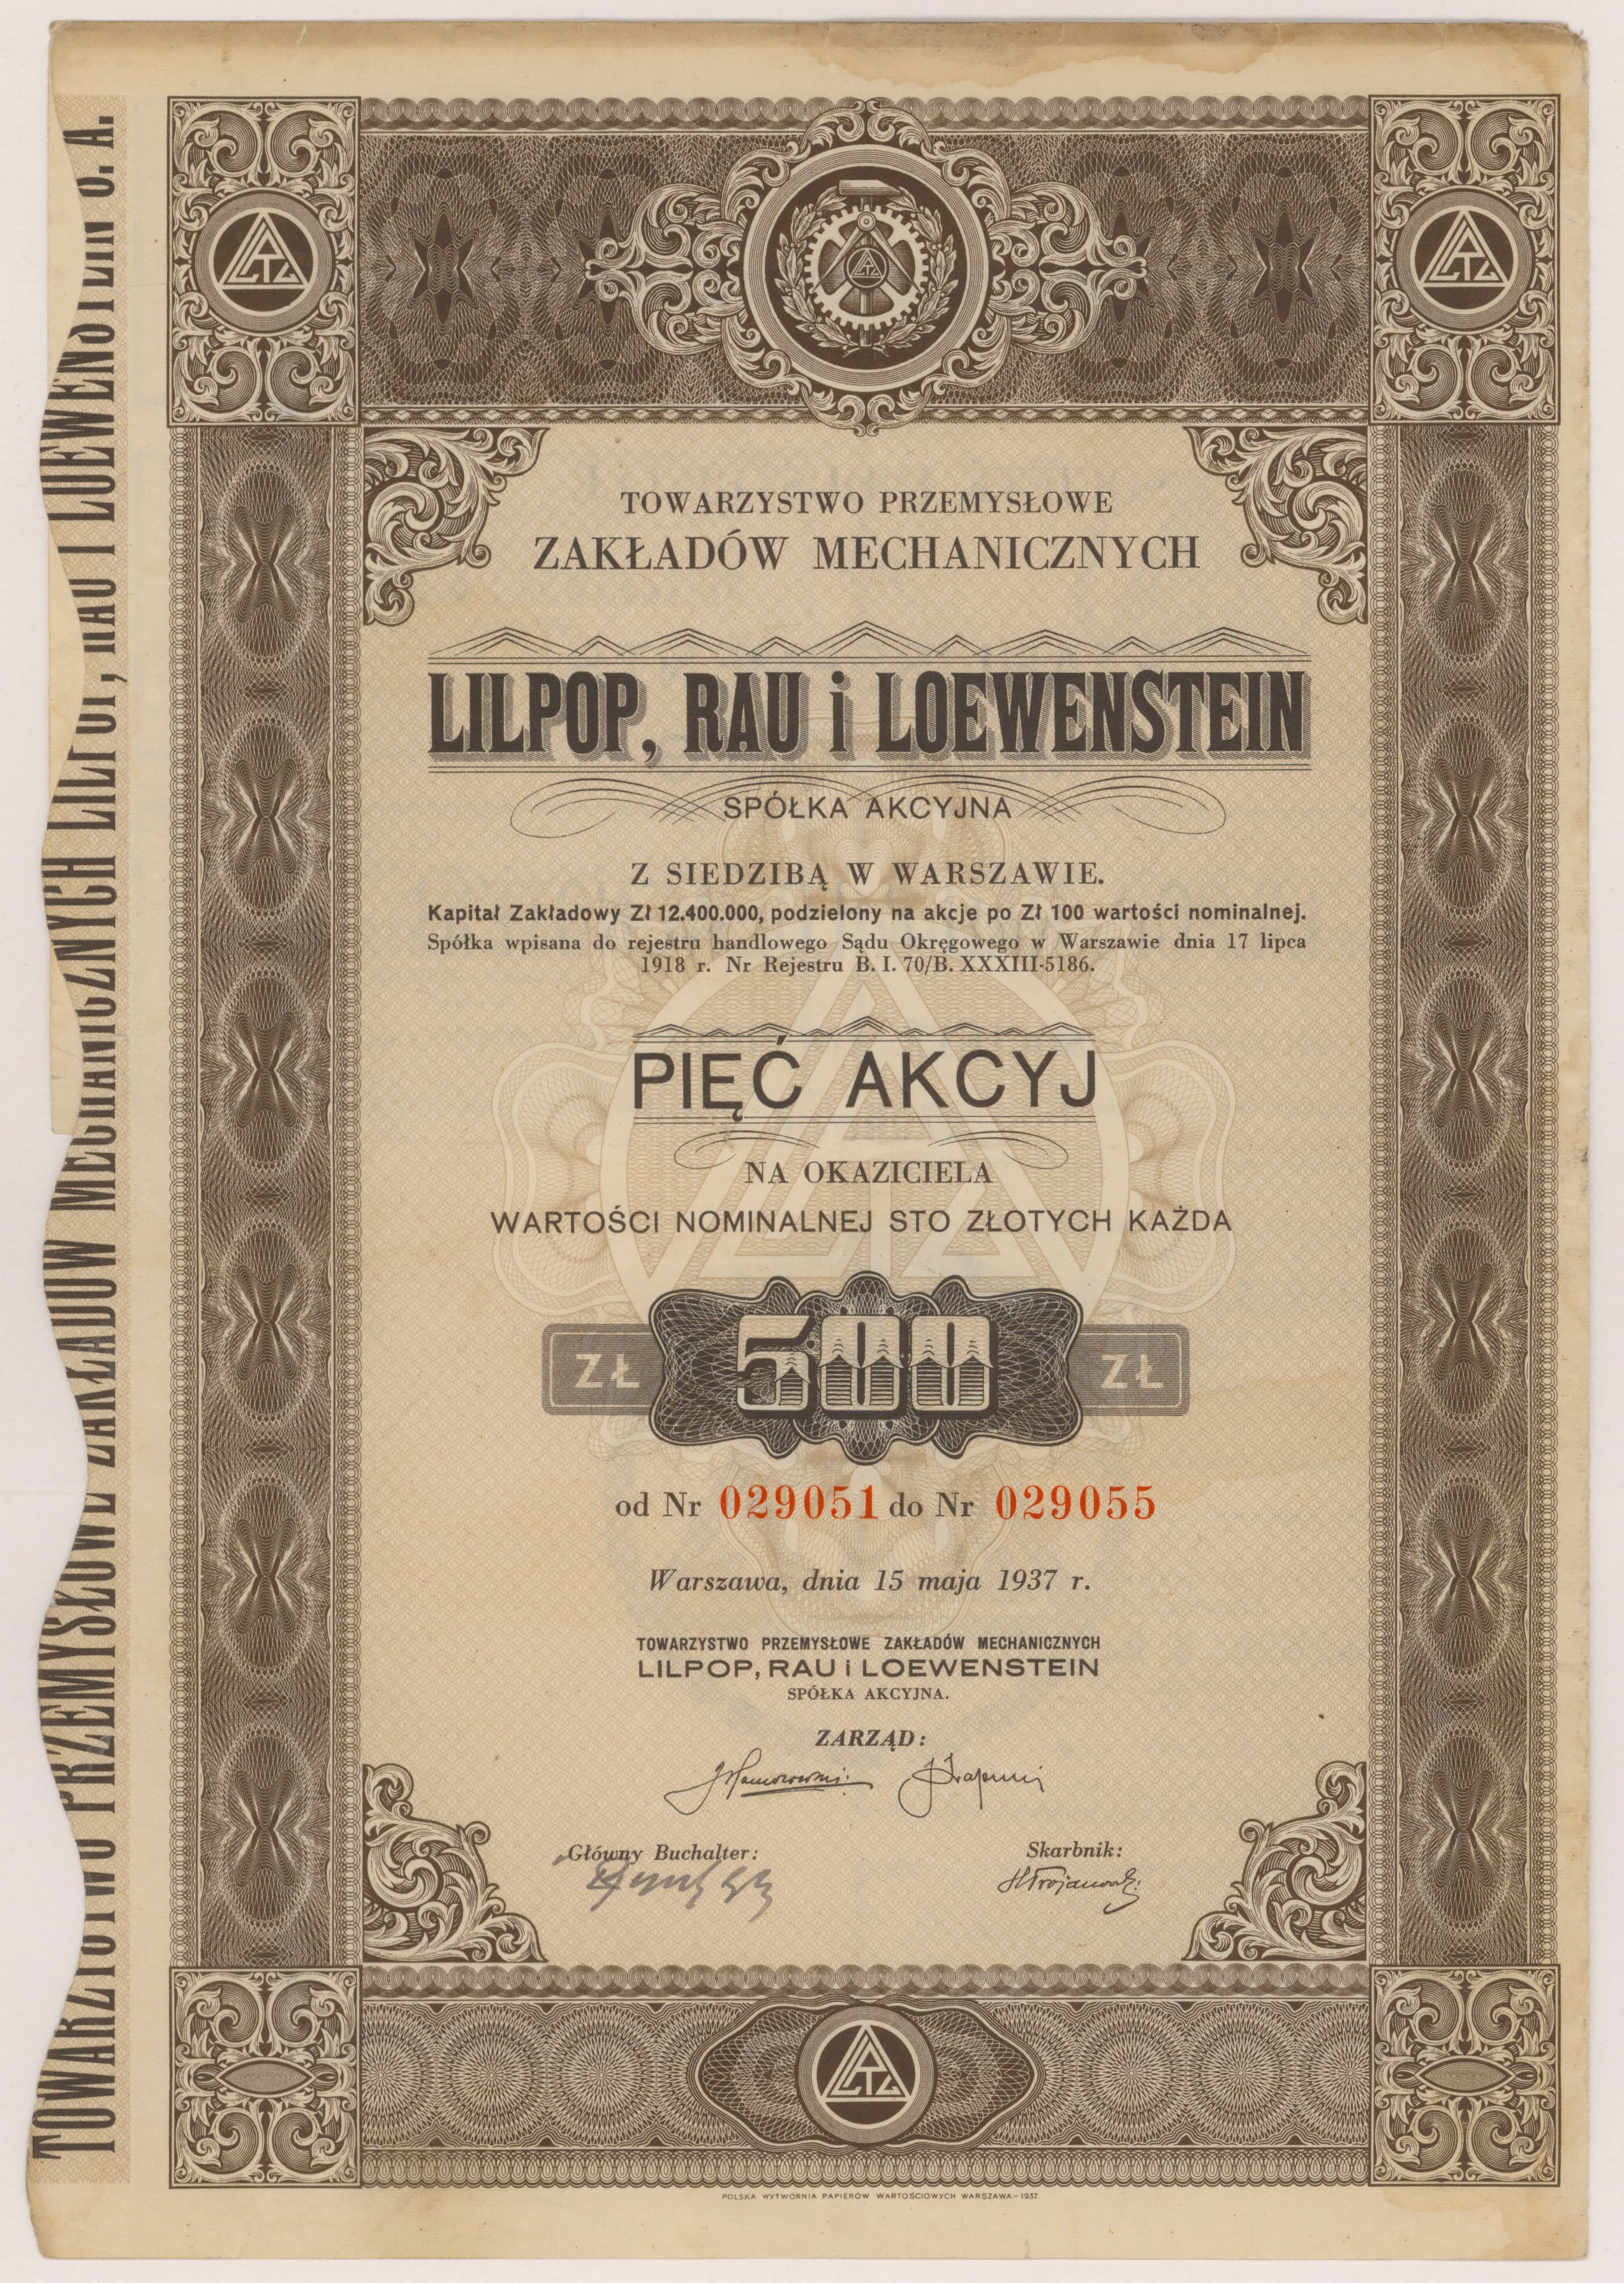 TOWARZYSTWO PRZEMYSŁOWE ZAKŁADÓW MECHANICZNYCH LILPOP, RAU I LOEWENSTEIN S. A.
TOWARZYSTWO PRZEMYSŁOWE
ZAKŁADÓW MECHANICZNYCH
LILPOP, RAU i LOEWENSTEIN
SPÓŁKA AKCYJNA
Z SIEDZIBĄ W WARSZAWIE.
Kapitał Zakładowy Zł 12.400.000, podzielony na akcje po Zł 100 wartości nominalnej.
Spółka wpisana do rejestru handlowego Sądu Okręgowego w Warszawie dnia 17 lipca
1918 r. Nr Rejestru B. I. 70/B. XXXIII-5186.
PIĘĆ AKCYJ
NA OKAZICIELA
WARTOŚCI NOMINALNEJ STO ZŁOTYCH KAŻDA
ZŁ 500 ZŁ
od Nr 029051 do Nr 029055
Warszawa, dnia 15 maja 1937 r.
TOWARZYSTWO PRZEMYSŁOWE ZAKŁADÓW MECHANICZNYCH
LILPOP, RAU i LOEWENSTEIN
SPÓŁKA AKCYJNA.
ZARZĄD:
Główny Buchalter: Skarbnik:
POLSKA WYTWÓRNIA PAPIERÓW WARTOŚCIOWYCH WARSZAWA.-1937.